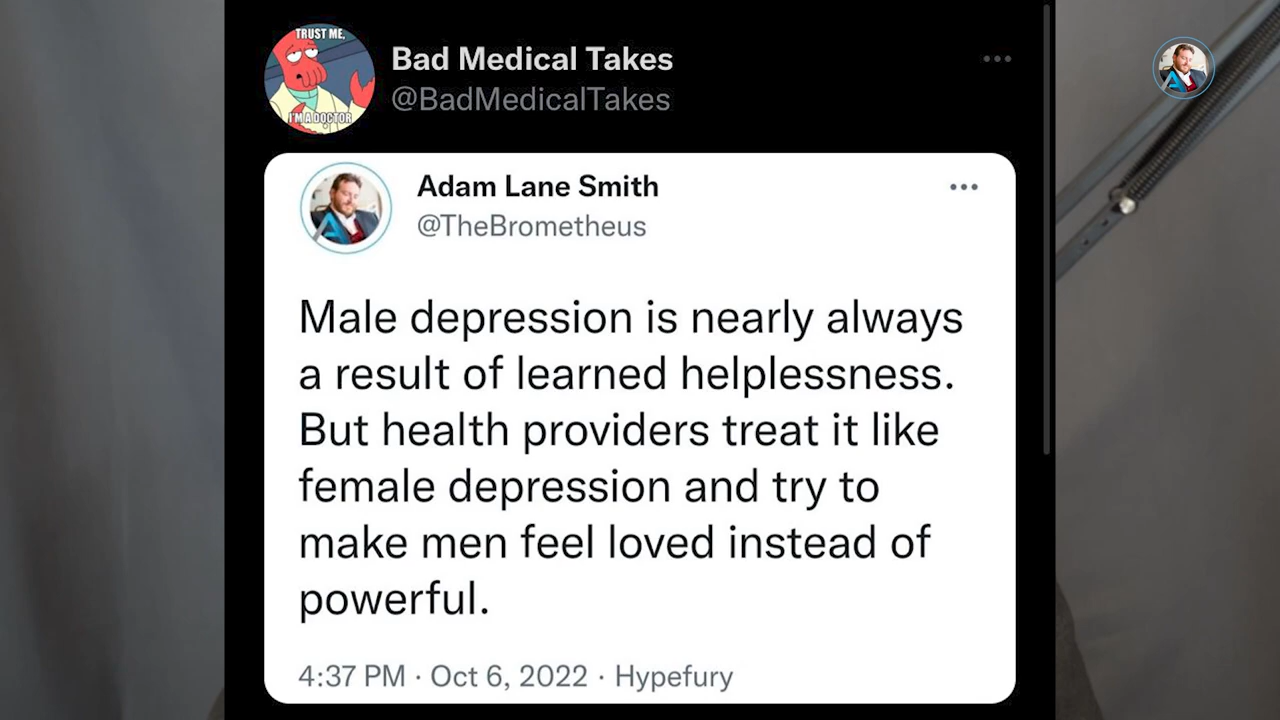 TRUST ME,
I'M A DOCTOR
Bad Medical Takes
@BadMedicalTakes
Adam Lane Smith
@TheBrometheus
Male depression is nearly always
a result of learned helplessness.
But health providers treat it like
female depression and try to
make men feel loved instead of
powerful.
4:37 PM · Oct 6, 2022 · Hypefury